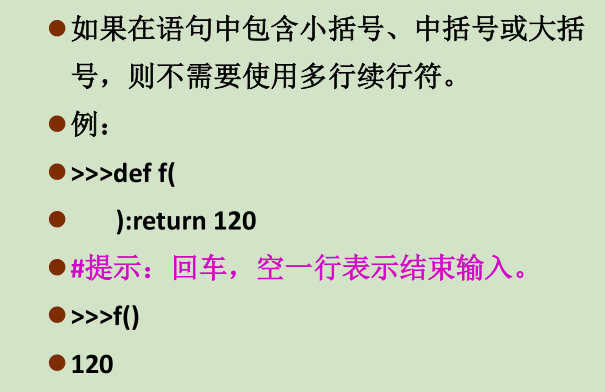 ●如果在语句中包含小括号、中括号或大括
号，则不需要使用多行续行符。
●例：
●>>>def f(
●    ):return 120
●#提示：回车，空一行表示结束输入。
●>>>f()
●120